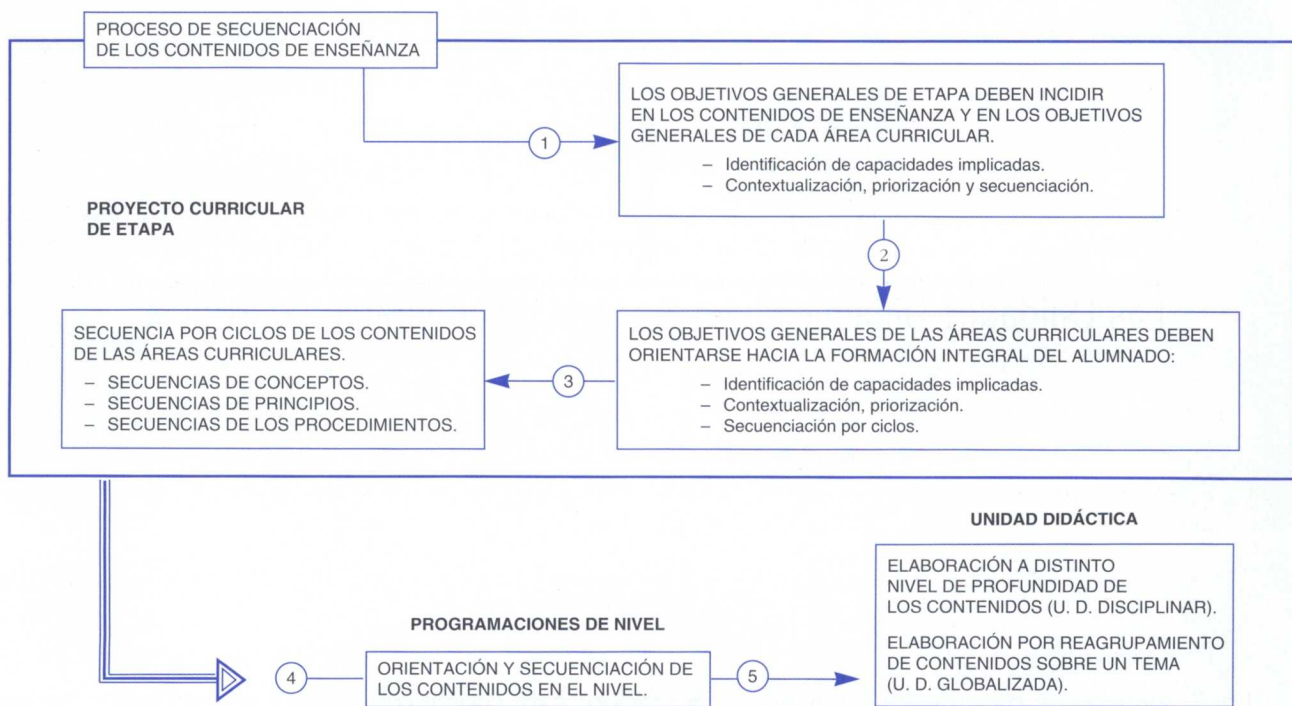 PROCESO DE SECUENCIACIÓN
DE LOS CONTENIDOS DE ENSEÑANZA
LOS OBJETIVOS GENERALES DE ETAPA DEBEN INCIDIR
EN LOS CONTENIDOS DE ENSEÑANZA Y EN LOS OBJETIVOS
GENERALES DE CADA ÁREA CURRICULAR.
– Identificación de capacidades implicadas.
– Contextualización, priorización y secuenciación.
1
PROYECTO CURRICULAR
DE ETAPA
2
SECUENCIA POR CICLOS DE LOS CONTENIDOS
DE LAS ÁREAS CURRICULARES.
– SECUENCIAS DE CONCEPTOS.
– SECUENCIAS DE PRINCIPIOS.
– SECUENCIAS DE LOS PROCEDIMIENTOS.
3
LOS OBJETIVOS GENERALES DE LAS ÁREAS CURRICULARES DEBEN
ORIENTARSE HACIA LA FORMACIÓN INTEGRAL DEL ALUMNADO:
– Identificación de capacidades implicadas.
– Contextualización, priorización.
– Secuenciación por ciclos.
UNIDAD DIDÁCTICA
ELABORACIÓN A DISTINTO
NIVEL DE PROFUNDIDAD DE
LOS CONTENIDOS (U. D. DISCIPLINAR).
ELABORACIÓN POR REAGRUPAMIENTO
DE CONTENIDOS SOBRE UN TEMA
(U. D. GLOBALIZADA).
PROGRAMACIONES DE NIVEL
4
ORIENTACIÓN Y SECUENCIACIÓN DE
LOS CONTENIDOS EN EL NIVEL.
5